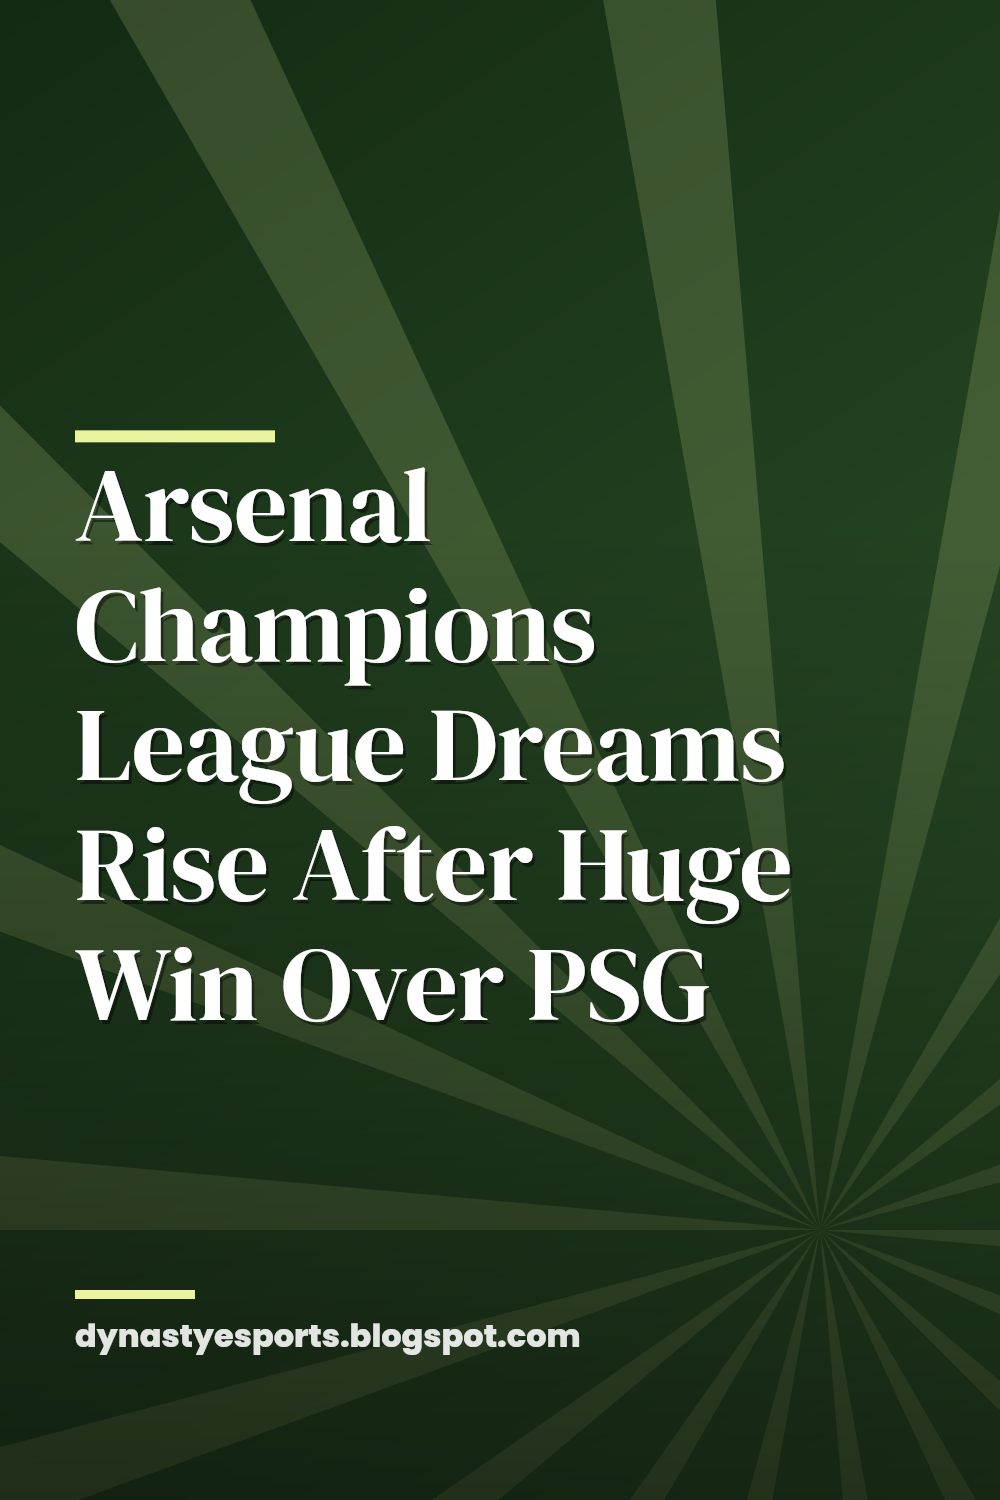 Arsenal
Champions
League Dreams
Rise After Huge
Win Over PSG
dynastyesports.blogspot.com